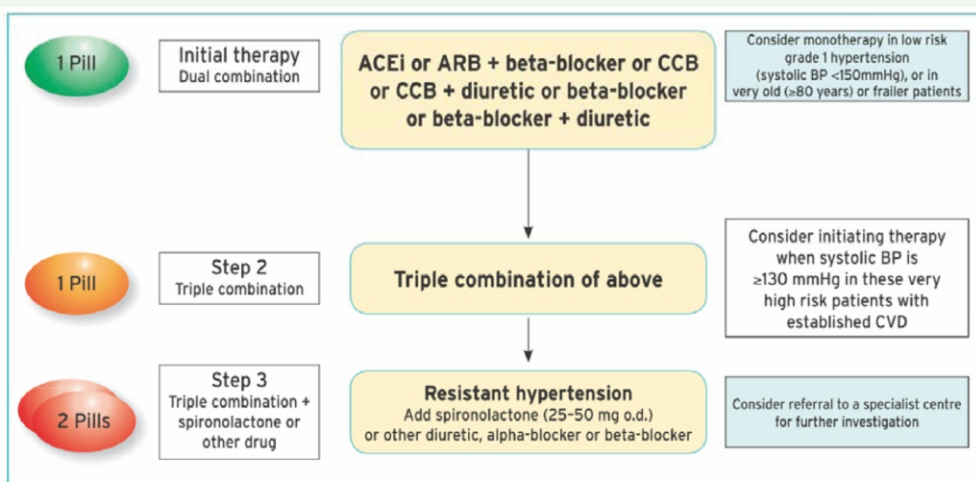 1 Pill
Initial therapy
Dual combination
ACEi or ARB + beta-blocker or CCB
or CCB + diuretic or beta-blocker
or beta-blocker + diuretic
Consider monotherapy in low risk
grade 1 hypertension
(systolic BP <150mmHg), or in
very old (≥80 years) or frailer patients
1 Pill
Step 2
Triple combination
Triple combination of above
Consider initiating therapy
when systolic BP is
≥130 mmHg in these very
high risk patients with
established CVD
2 Pills
Step 3
Triple combination +
spironolactone or
other drug
Resistant hypertension
Add spironolactone (25–50 mg o.d.)
or other diuretic, alpha-blocker or beta-blocker
Consider referral to a specialist centre
for further investigation